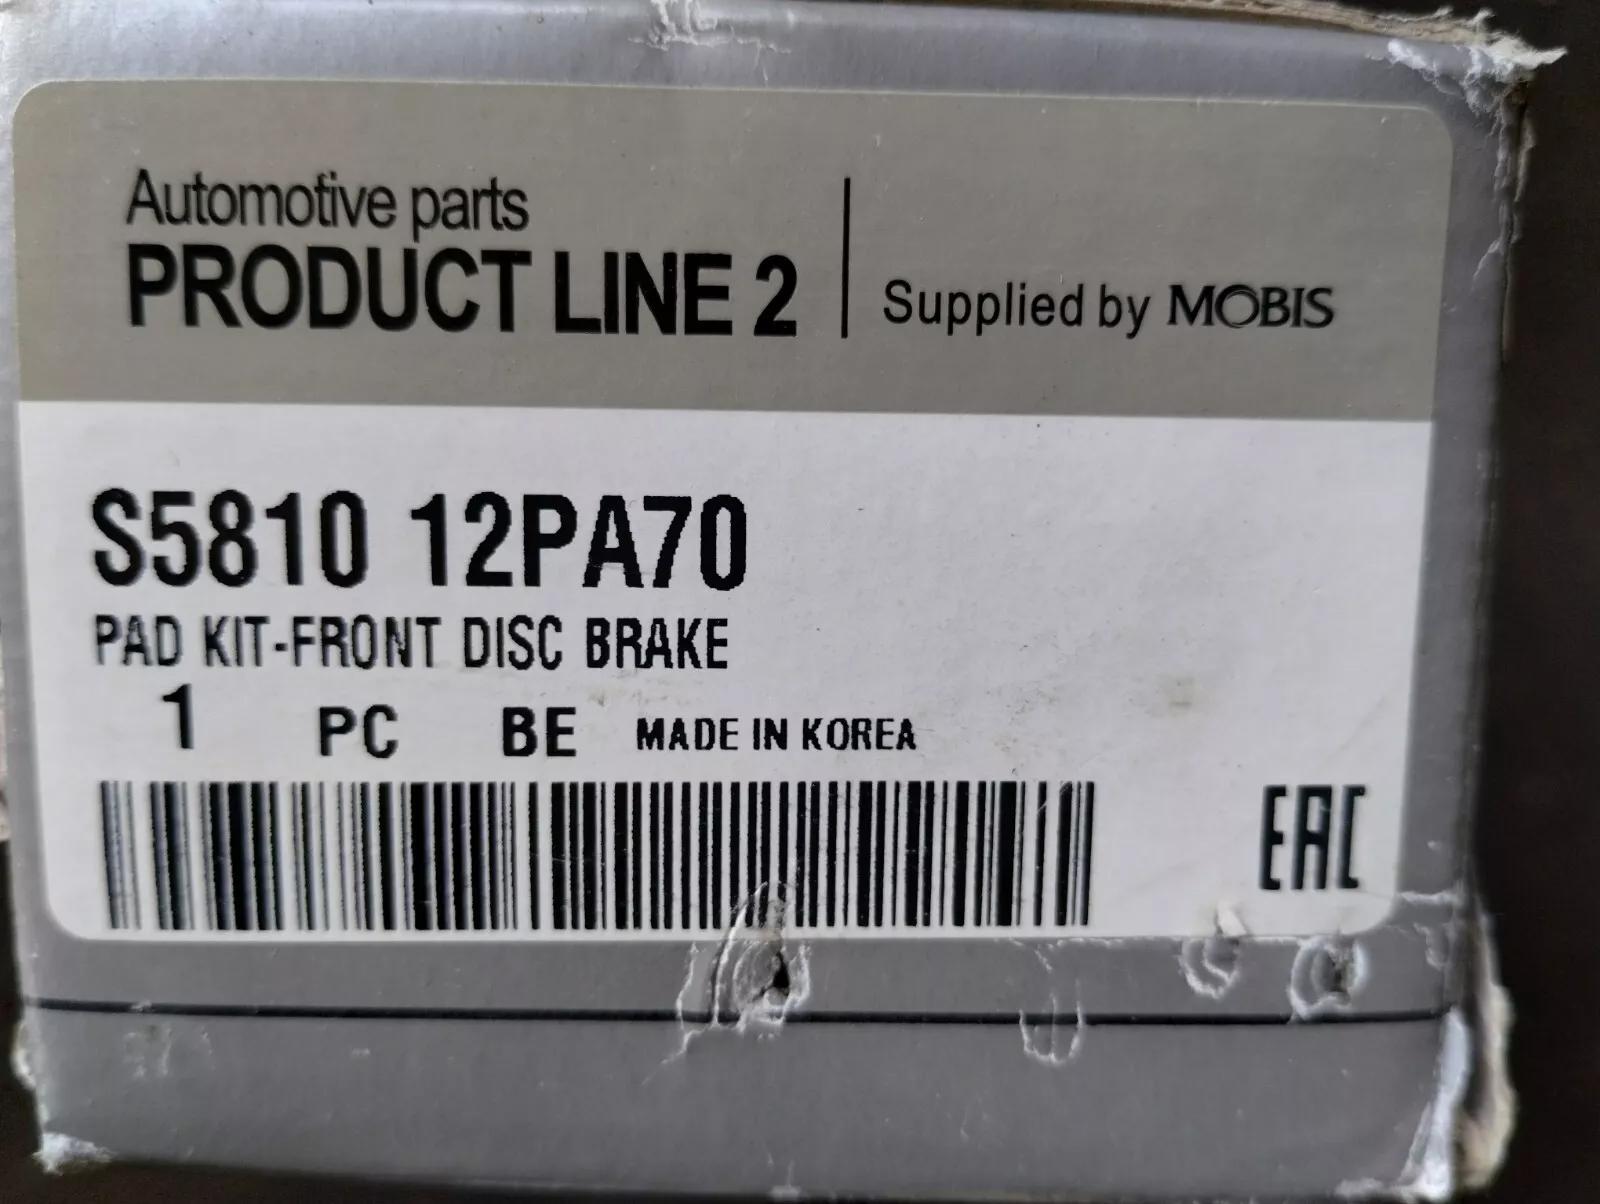 Automotive parts
PRODUCT LINE 2
Supplied by MOBIS
S5810 12PA70
PAD KIT-FRONT DISC BRAKE
1 PC BE MADE IN KOREA
EAC